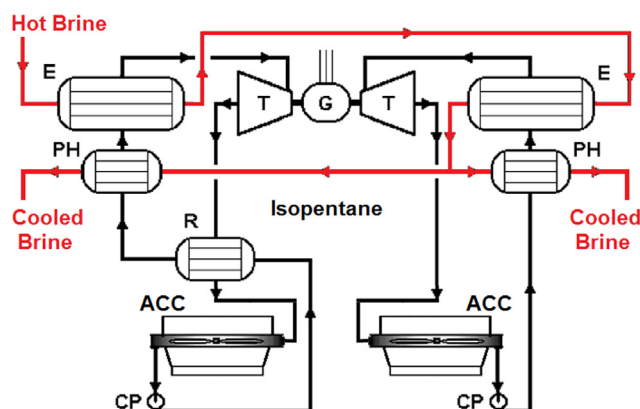 Hot Brine
E
E
T
G
T
PH
PH
Cooled
Brine
Isopentane
Cooled
Brine
R
ACC
ACC
CP
CP